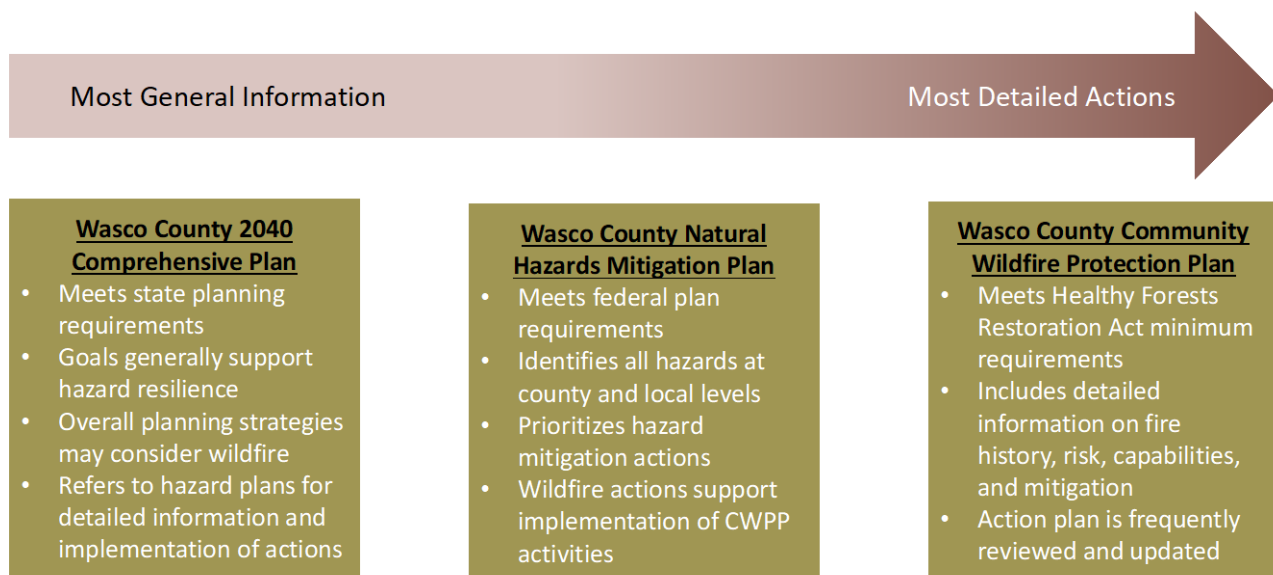 Most General Information
Most Detailed Actions
Wasco County 2040
Comprehensive Plan
• Meets state planning
requirements
• Goals generally support
hazard resilience
• Overall planning strategies
may consider wildfire
• Refers to hazard plans for
detailed information and
implementation of actions
Wasco County Natural
Hazards Mitigation Plan
• Meets federal plan
requirements
• Identifies all hazards at
county and local levels
• Prioritizes hazard
mitigation actions
• Wildfire actions support
implementation of CWPP
activities
Wasco County Community
Wildfire Protection Plan
• Meets Healthy Forests
Restoration Act minimum
requirements
• Includes detailed
information on fire
history, risk, capabilities,
and mitigation
• Action plan is frequently
reviewed and updated